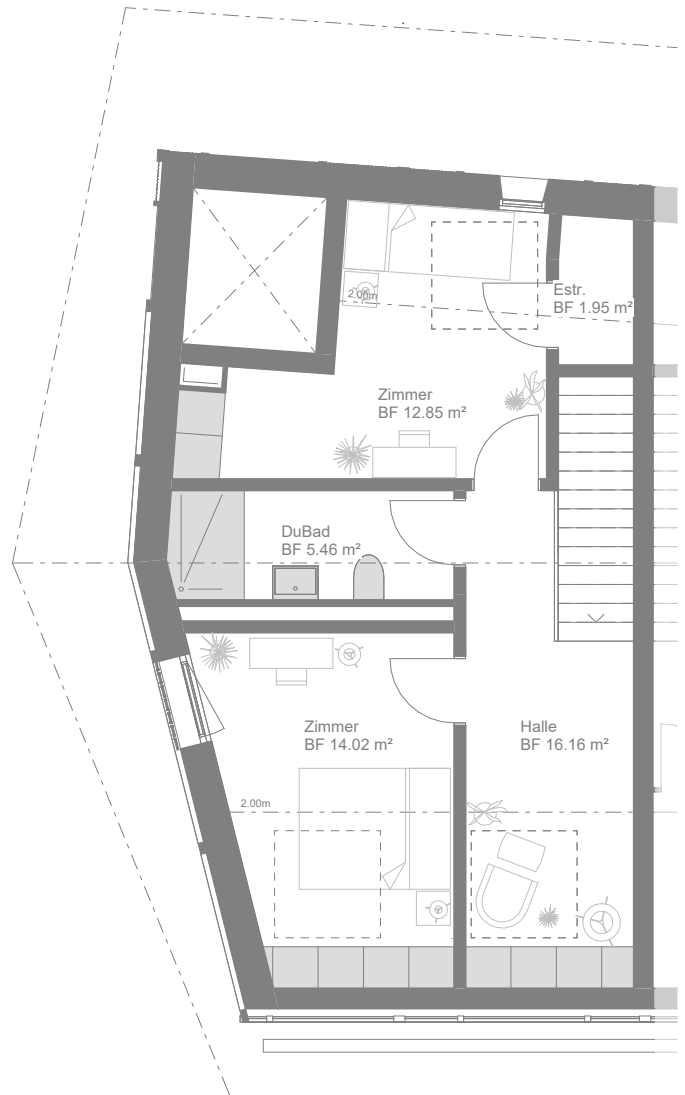 Estr.
BF 1.95 m²
2.00m
Zimmer
BF 12.85 m²
DuBad
BF 5.46 m²
Zimmer
BF 14.02 m²
Halle
BF 16.16 m²
2.00m